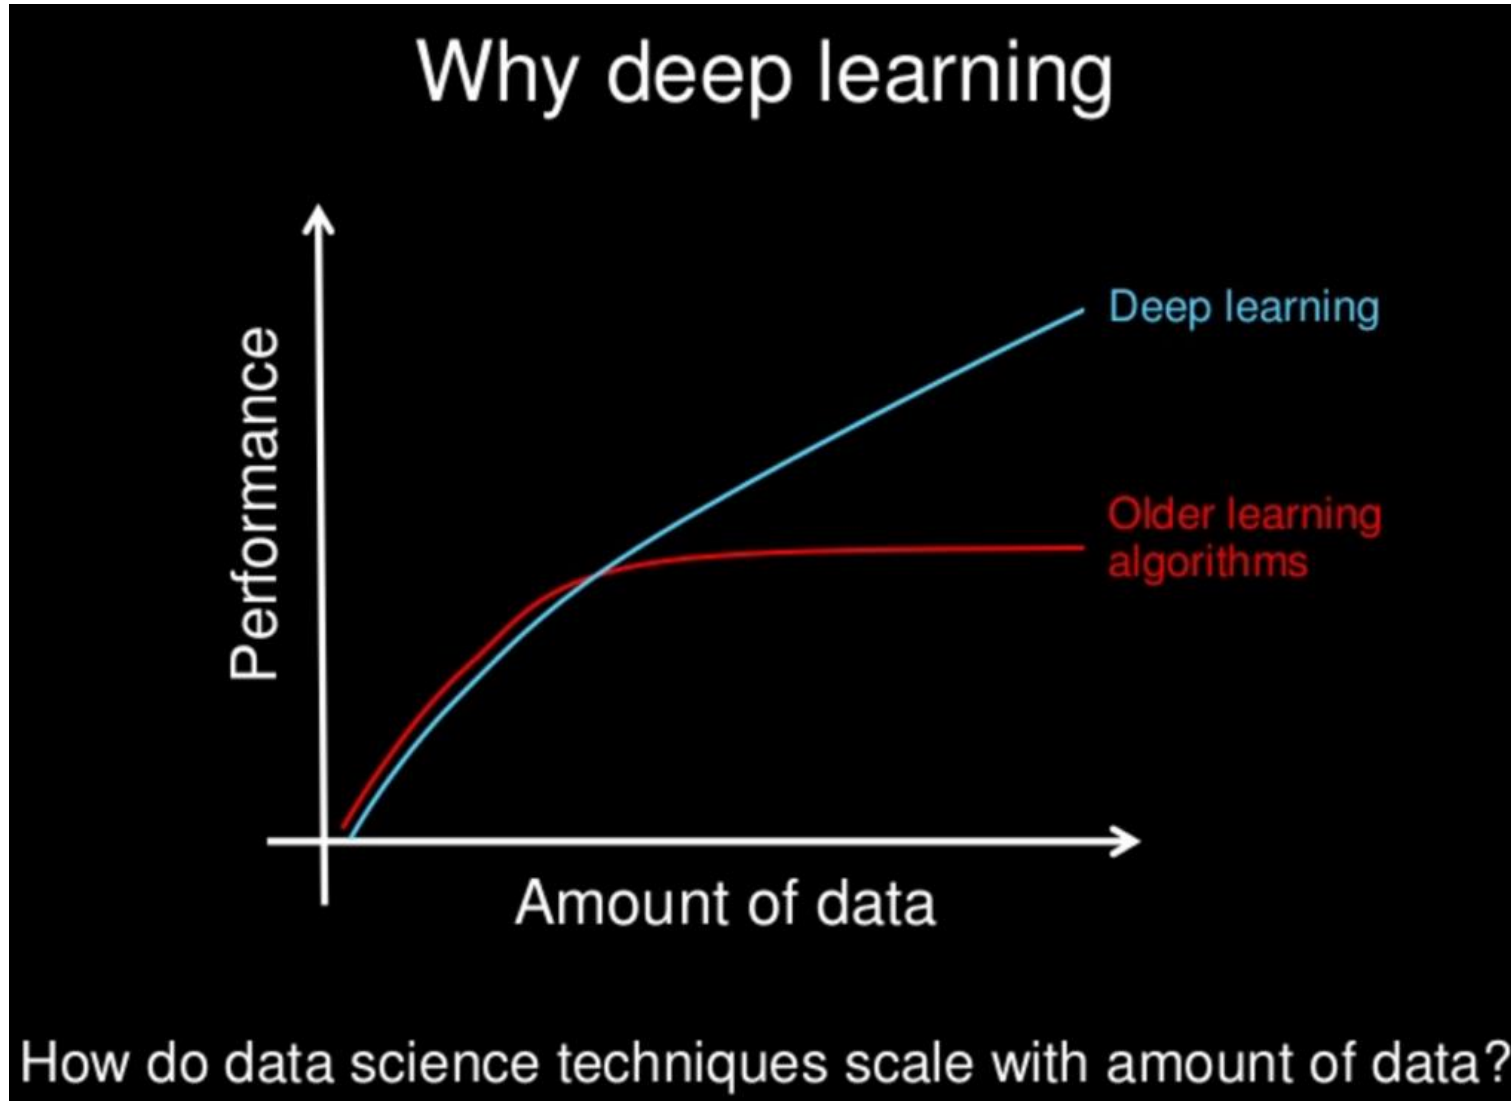 Why deep learning
Performance
Deep learning
Older learning
algorithms
Amount of data
How do data science techniques scale with amount of data?